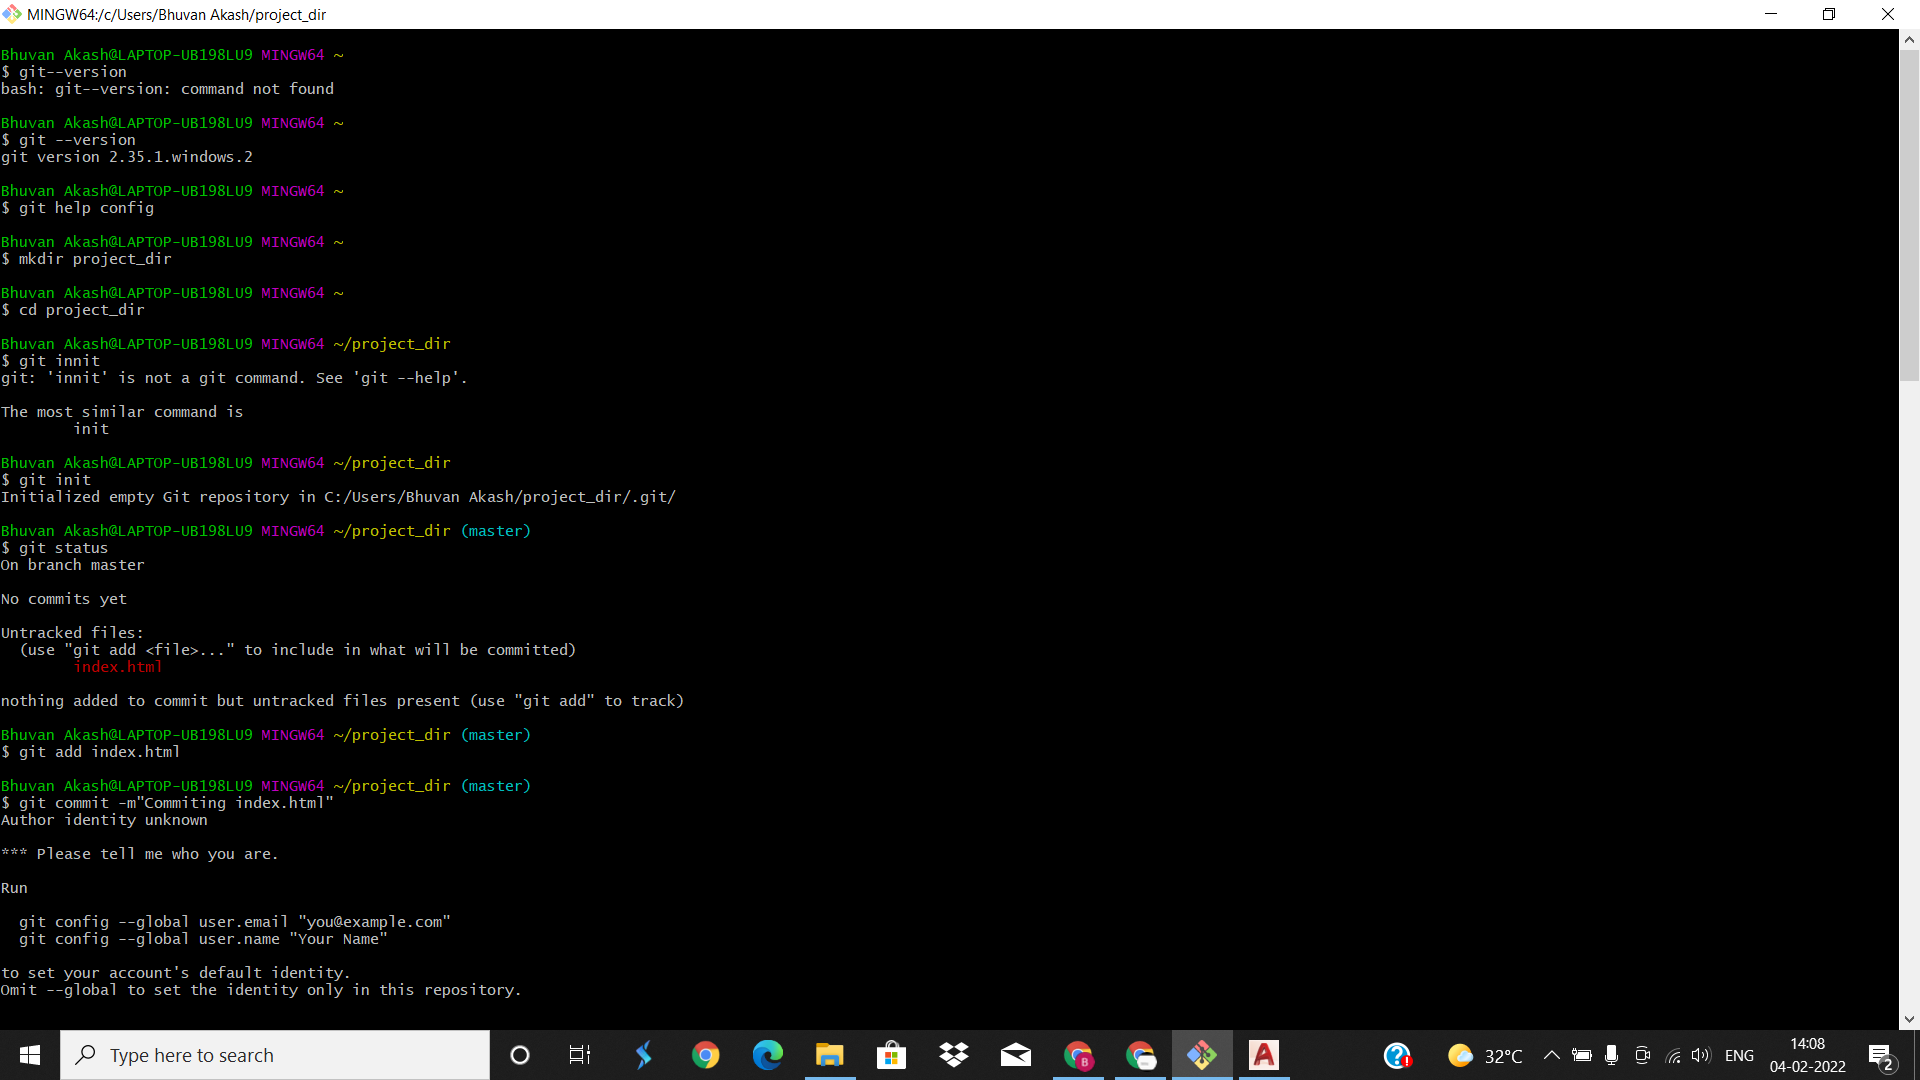 MINGW64:/c/Users/Bhuvan Akash/project_dir
Bhuvan Akash@LAPTOP-UB198LU9 MINGW64 ~
$ git--version
bash: git--version: command not found
Bhuvan Akash@LAPTOP-UB198LU9 MINGW64 ~
$ git --version
git version 2.35.1.windows.2
Bhuvan Akash@LAPTOP-UB198LU9 MINGW64 ~
$ git help config
Bhuvan Akash@LAPTOP-UB198LU9 MINGW64 ~
$ mkdir project_dir
Bhuvan Akash@LAPTOP-UB198LU9 MINGW64 ~
$ cd project_dir
Bhuvan Akash@LAPTOP-UB198LU9 MINGW64 ~/project_dir
$ git innit
git: 'innit' is not a git command. See 'git --help'.
The most similar command is
init
Bhuvan Akash@LAPTOP-UB198LU9 MINGW64 ~/project_dir
$ git init
Initialized empty Git repository in C:/Users/Bhuvan Akash/project_dir/.git/
Bhuvan Akash@LAPTOP-UB198LU9 MINGW64 ~/project_dir (master)
$ git status
On branch master
No commits yet
Untracked files:
(use "git add <file>..." to include in what will be committed)
index.html
nothing added to commit but untracked files present (use "git add" to track)
Bhuvan Akash@LAPTOP-UB198LU9 MINGW64 ~/project_dir (master)
$ git add index.html
Bhuvan Akash@LAPTOP-UB198LU9 MINGW64 ~/project_dir (master)
$ git commit -m"Commiting index.html"
Author identity unknown
*** Please tell me who you are.
Run
git config --global user.email "you@example.com"
git config --global user.name "Your Name"
to set your account's default identity.
Omit --global to set the identity only in this repository.
Type here to search
32°C
ENG
14:08
04-02-2022
2